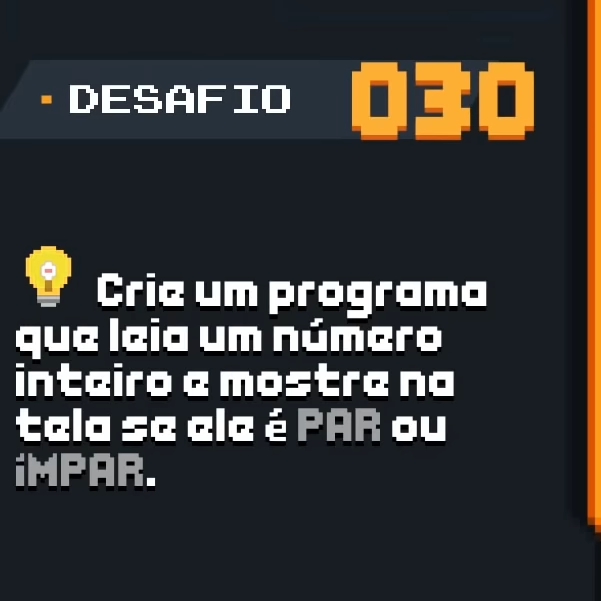 DESAFIO 030
Crie um programa
que leia um número
inteiro e mostre na
tela se ele é PAR ou
íMPAR.